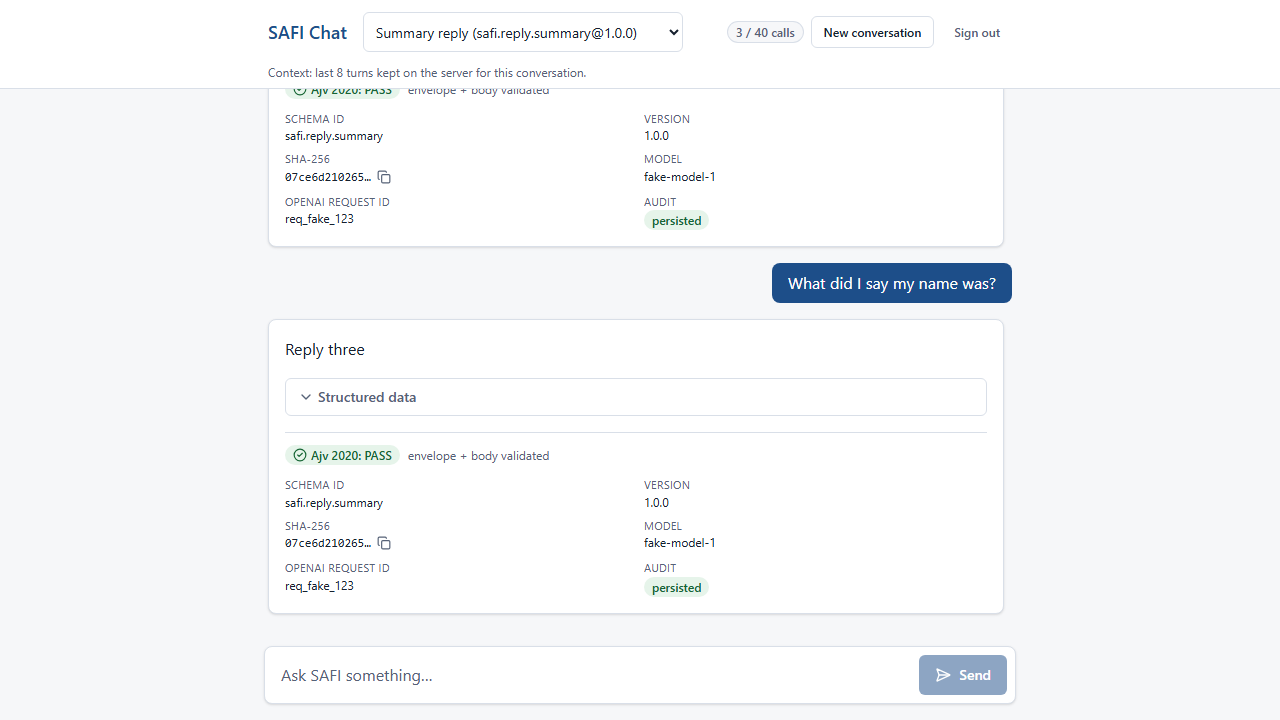 SAFI Chat
Summary reply (safi.reply.summary@1.0.0)
3 / 40 calls
New conversation
Sign out
Context: last 8 turns kept on the server for this conversation.
Ajv 2020: PASS envelope + body validated
SCHEMA ID VERSION
safi.reply.summary 1.0.0
SHA-256 MODEL
07ce6d210265… fake-model-1
OPENAI REQUEST ID AUDIT
req_fake_123 persisted
What did I say my name was?
Reply three
Structured data
Ajv 2020: PASS envelope + body validated
SCHEMA ID VERSION
safi.reply.summary 1.0.0
SHA-256 MODEL
07ce6d210265… fake-model-1
OPENAI REQUEST ID AUDIT
req_fake_123 persisted
Ask SAFI something...
Send